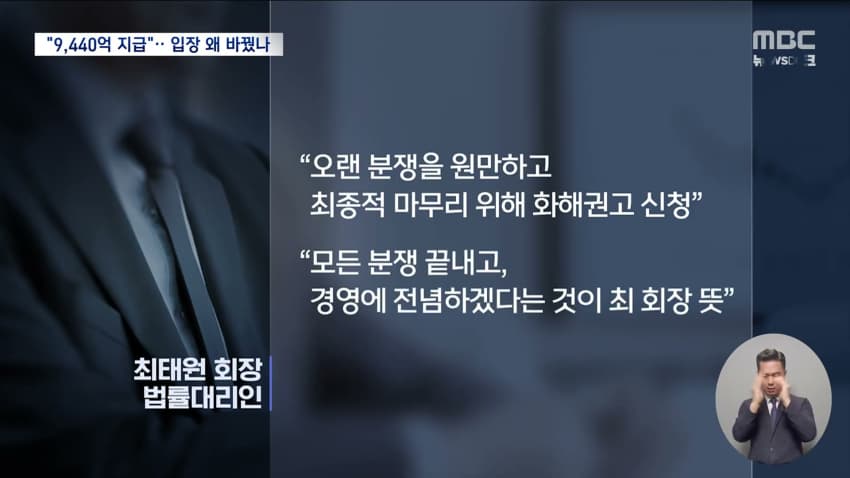 "9,440억 지급"‥ 입장 왜 바꿨나
MBC
“오랜 분쟁을 원만하고
최종적 마무리 위해 화해권고 신청”
“모든 분쟁 끝내고,
경영에 전념하겠다는 것이 최 회장 뜻”
최태원 회장
법률대리인